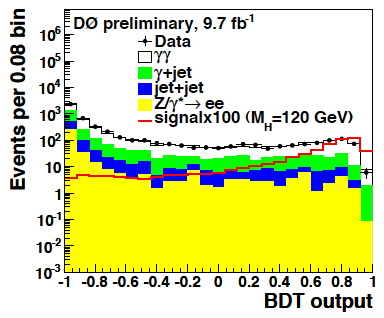 DØ preliminary, 9.7 fb-1
Data
γγ
γ+jet
jet+jet
Z/γ*→ ee
signalx100 (MH=120 GeV)
Events per 0.08 bin
10⁶
10⁵
10⁴
10³
10²
10
1
10⁻¹
10⁻²
10⁻³
-1 -0.8 -0.6 -0.4 -0.2 0 0.2 0.4 0.6 0.8 1
BDT output